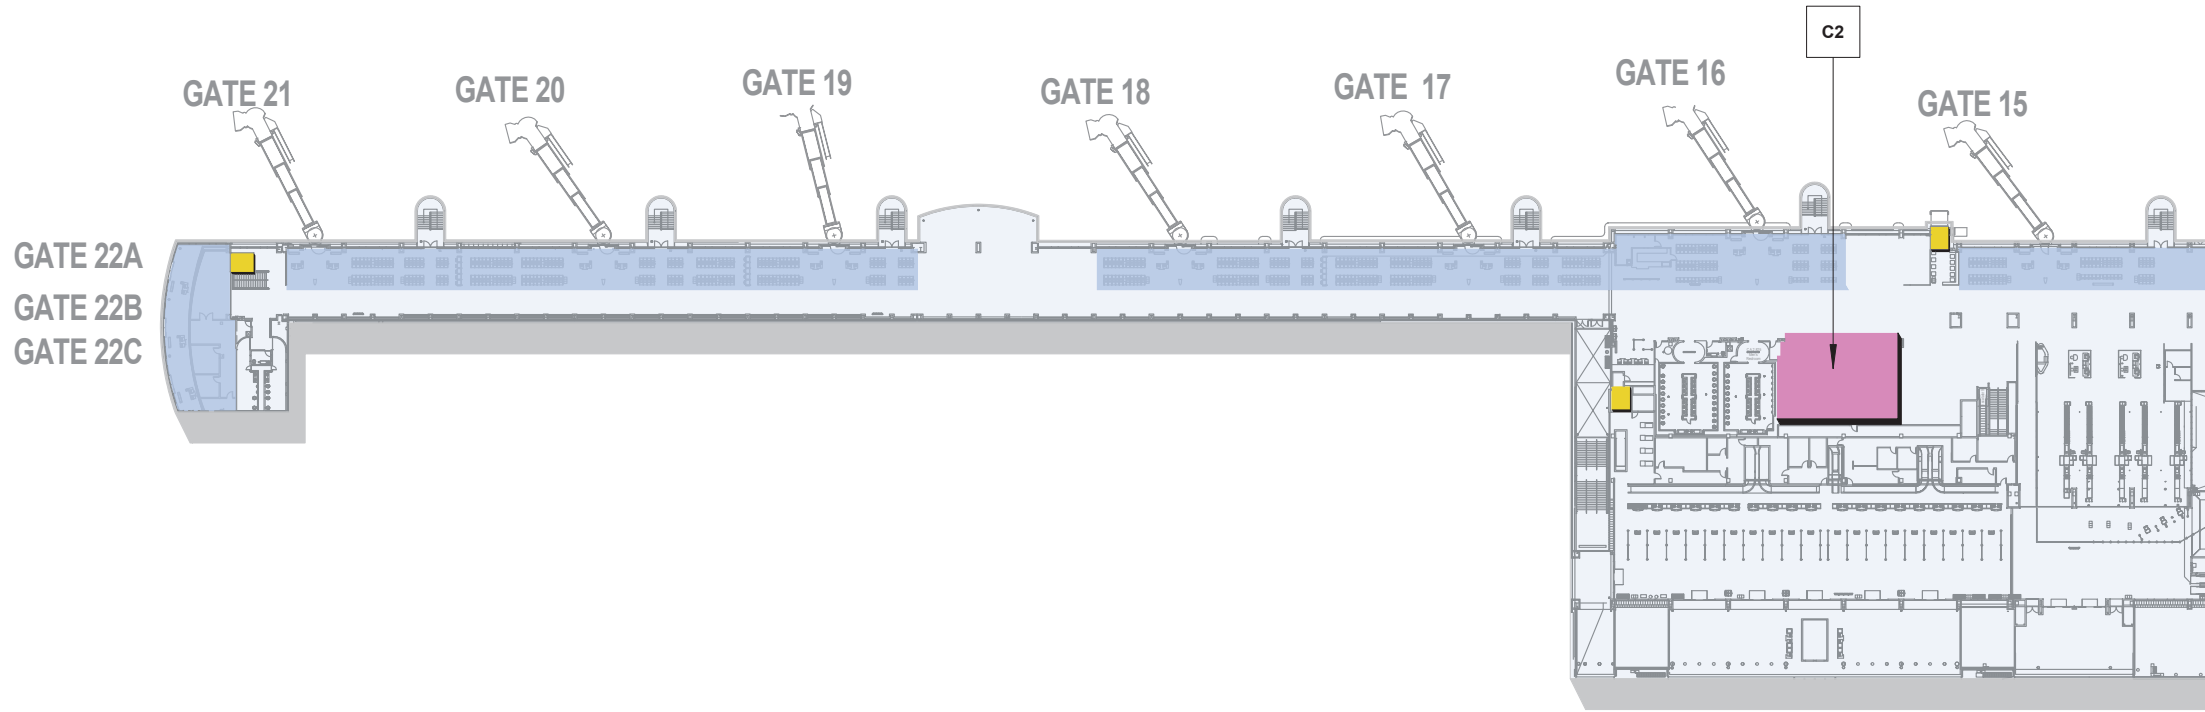 C2
GATE 21
GATE 20
GATE 19
GATE 18
GATE 17
GATE 16
GATE 15
GATE 22A
GATE 22B
GATE 22C